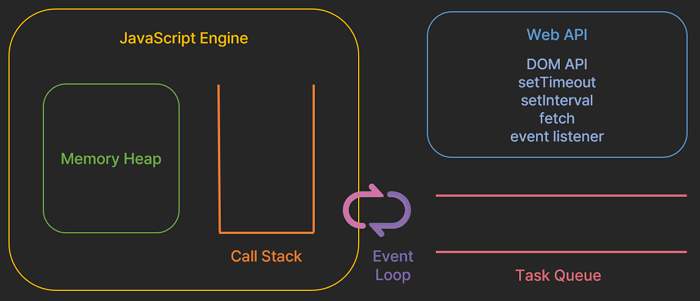 JavaScript Engine
Memory Heap
Call Stack
Event
Loop
Web API
DOM API
setTimeout
setInterval
fetch
event listener
Task Queue